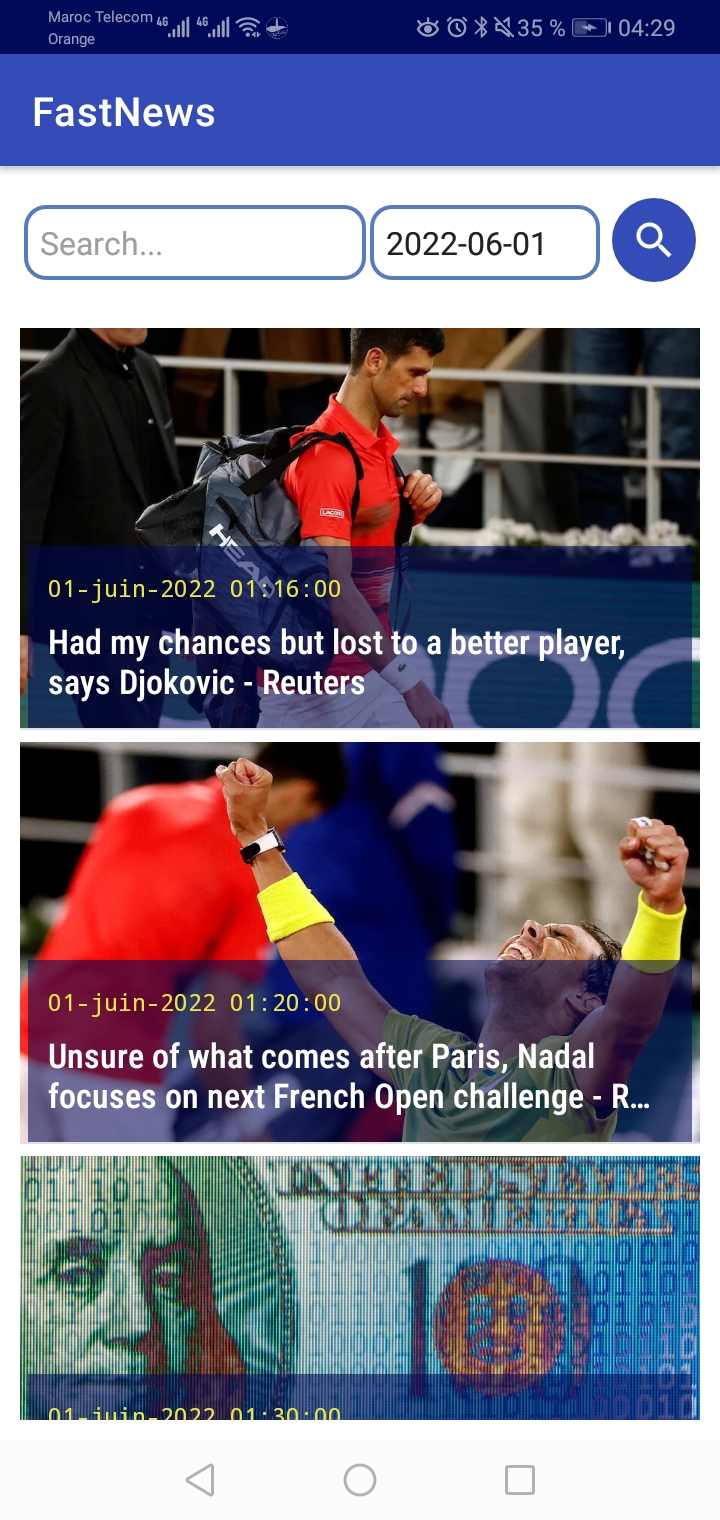 Maroc Telecom 4G 4G 35 % 04:29
Orange
FastNews
Search...
2022-06-01
LACOSTE
HEAD
01-juin-2022 01:16:00
Had my chances but lost to a better player,
says Djokovic - Reuters
01-juin-2022 01:20:00
Unsure of what comes after Paris, Nadal
focuses on next French Open challenge - R…
01-juin-2022 01:30:00